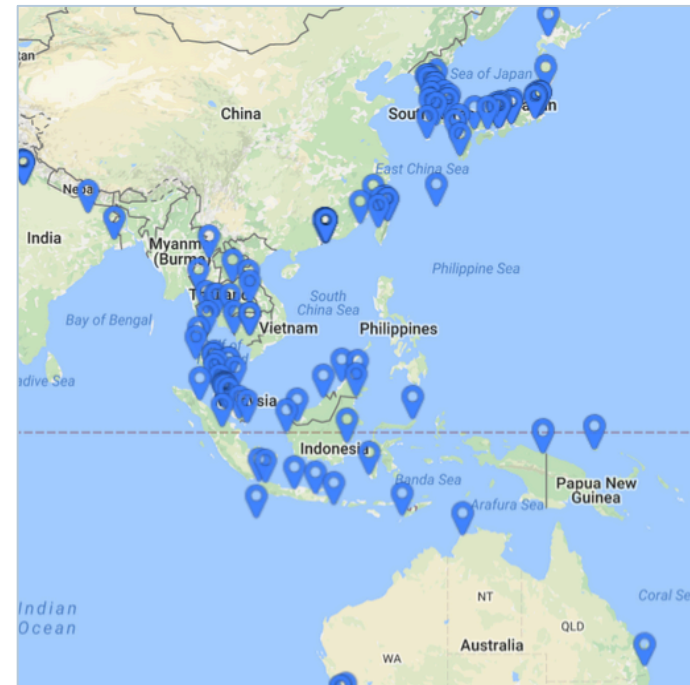 tan
Sea of Japan
China
South
East China Sea
Nepa
India
Myanm
(Burma)
Philippine Sea
South
China Sea
Bay of Bengal
Vietnam
Philippines
adive Sea
sia
Indonesia
Banda Sea
Papua New
Guinea
Arafura Sea
Indian
Ocean
NT
Coral Se
QLD
Australia
WA